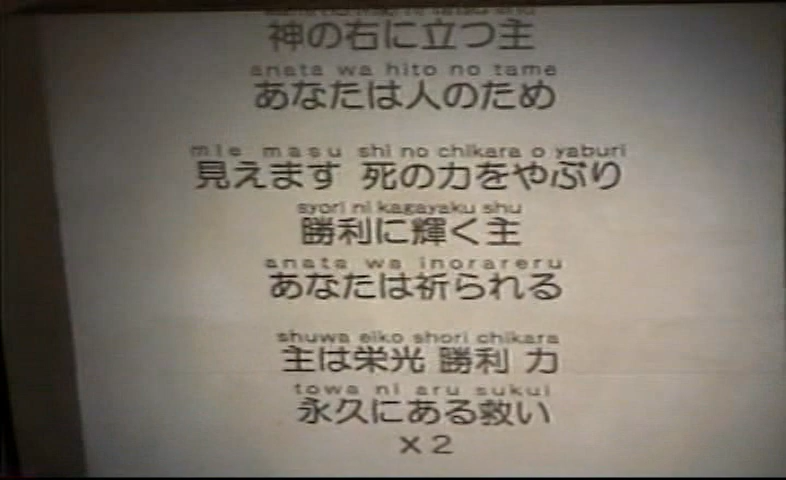 神の右に立つ主
anata wa hito no tame
あなたは人のため
mie masu shi no chikara o yaburi
見えます 死の力をやぶり
syori ni kagayaku shu
勝利に輝く主
anata wa inorareru
あなたは祈られる
shuwa eiko shori chikara
主は栄光 勝利 力
towa ni aru sukui
永久にある救い
×2